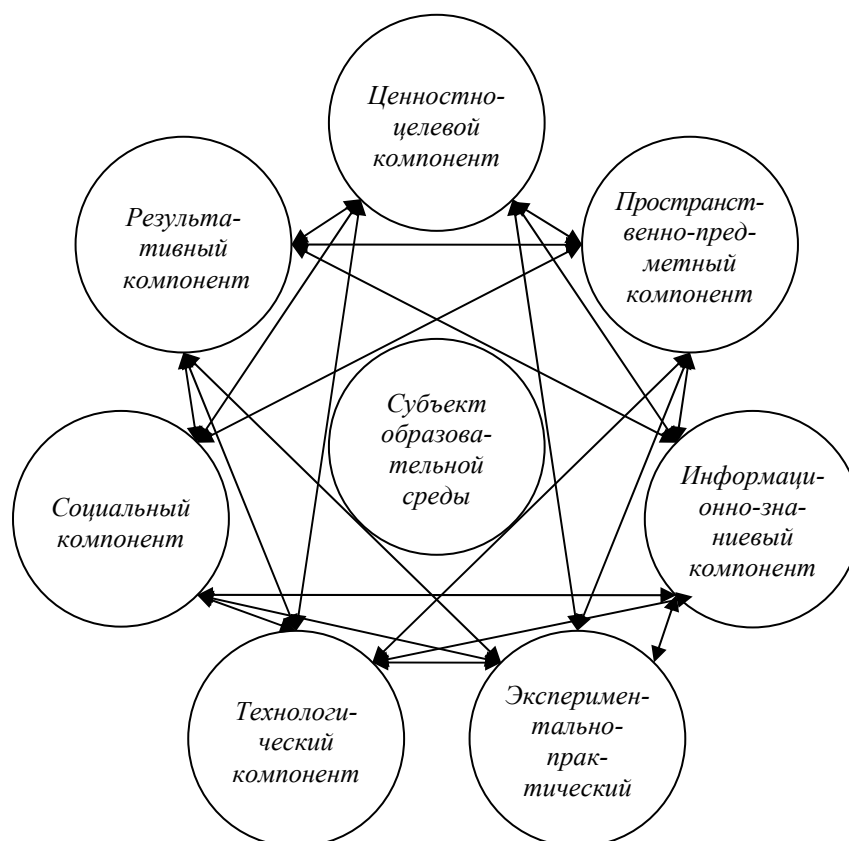 Ценностно-
целевой
компонент
Результа-
тивный
компонент
Пространст-
венно-пред-
метный
компонент
Субъект
образова-
тельной
среды
Социальный
компонент
Информаци-
онно-зна-
ниевый
компонент
Технологи-
ческий
компонент
Эксперимен-
тально-
прак-
тический